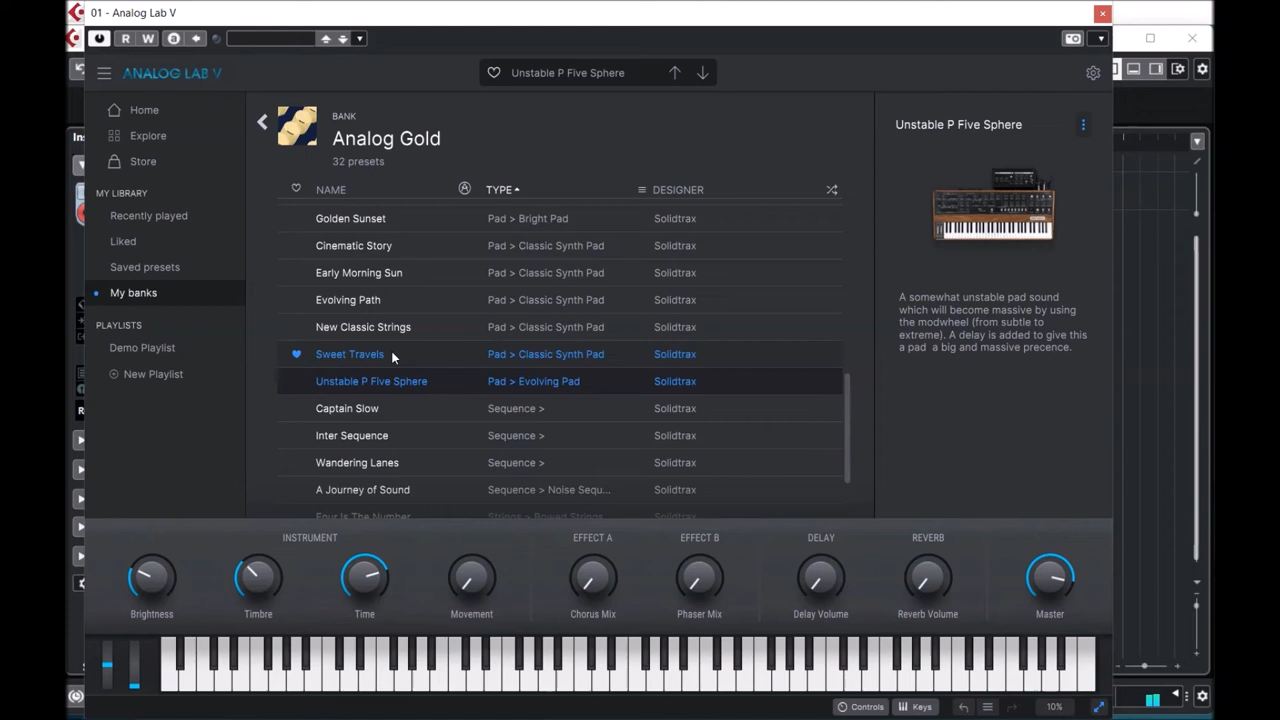 01 - Analog Lab V
R W a
ANALOG LAB V
Unstable P Five Sphere
Home
Explore
Store
MY LIBRARY
Recently played
Liked
Saved presets
My banks
PLAYLISTS
Demo Playlist
New Playlist
BANK
Analog Gold
32 presets
NAME TYPE DESIGNER
Golden Sunset Pad > Bright Pad Solidtrax
Cinematic Story Pad > Classic Synth Pad Solidtrax
Early Morning Sun Pad > Classic Synth Pad Solidtrax
Evolving Path Pad > Classic Synth Pad Solidtrax
New Classic Strings Pad > Classic Synth Pad Solidtrax
Sweet Travels Pad > Classic Synth Pad Solidtrax
Unstable P Five Sphere Pad > Evolving Pad Solidtrax
Captain Slow Sequence > Solidtrax
Inter Sequence Sequence > Solidtrax
Wandering Lanes Sequence > Solidtrax
A Journey of Sound Sequence > Noise Sequ... Solidtrax
Four Is The Number Strings > Bowed Strings Solidtrax
Unstable P Five Sphere
A somewhat unstable pad sound
which will become massive by using
the modwheel (from subtle to
extreme). A delay is added to give this
a pad a big and massive precence.
INSTRUMENT EFFECT A EFFECT B DELAY REVERB
Brightness Timbre Time Movement Chorus Mix Phaser Mix Delay Volume Reverb Volume Master
Controls Keys 10%